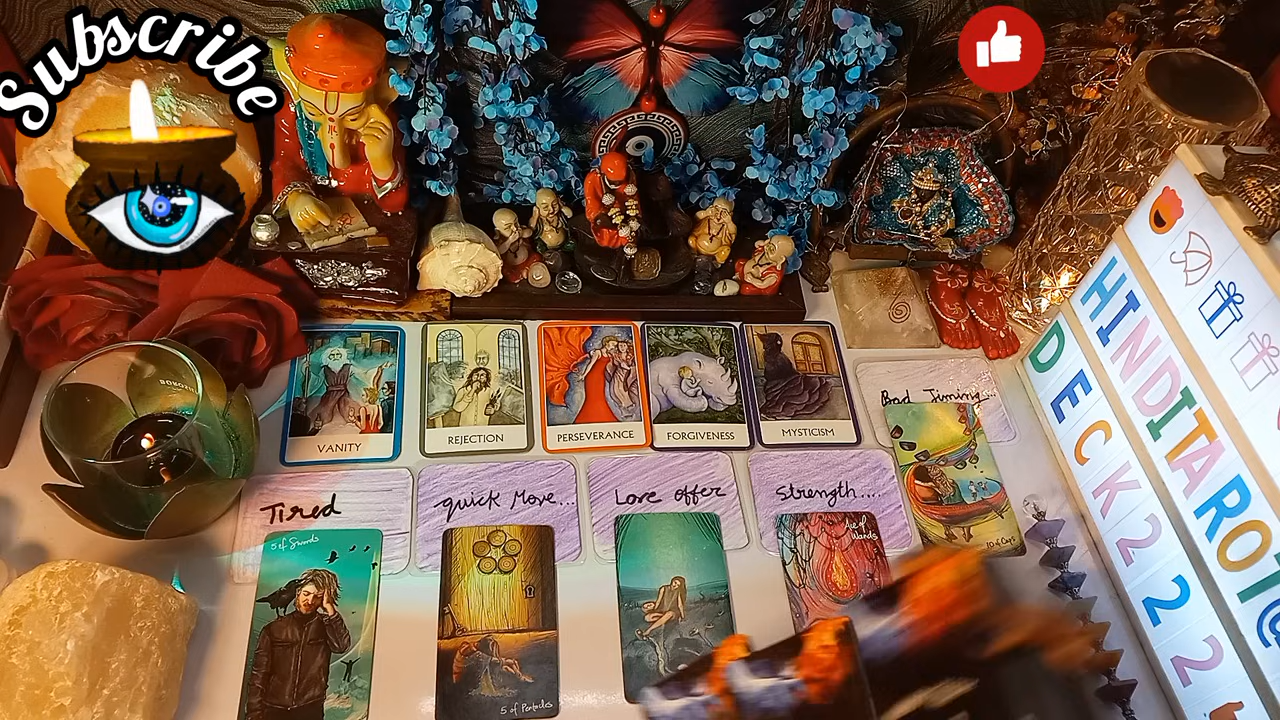 Subscribe
HINDITAROT
DECK222
VANITY
REJECTION
PERSEVERANCE
FORGIVENESS
MYSTICISM
Bad Timing...
Tired
quick Move...
Love offer
Strength....
5 of Swords
Ace of
Wands
10 of Cups
5 of Pentacles